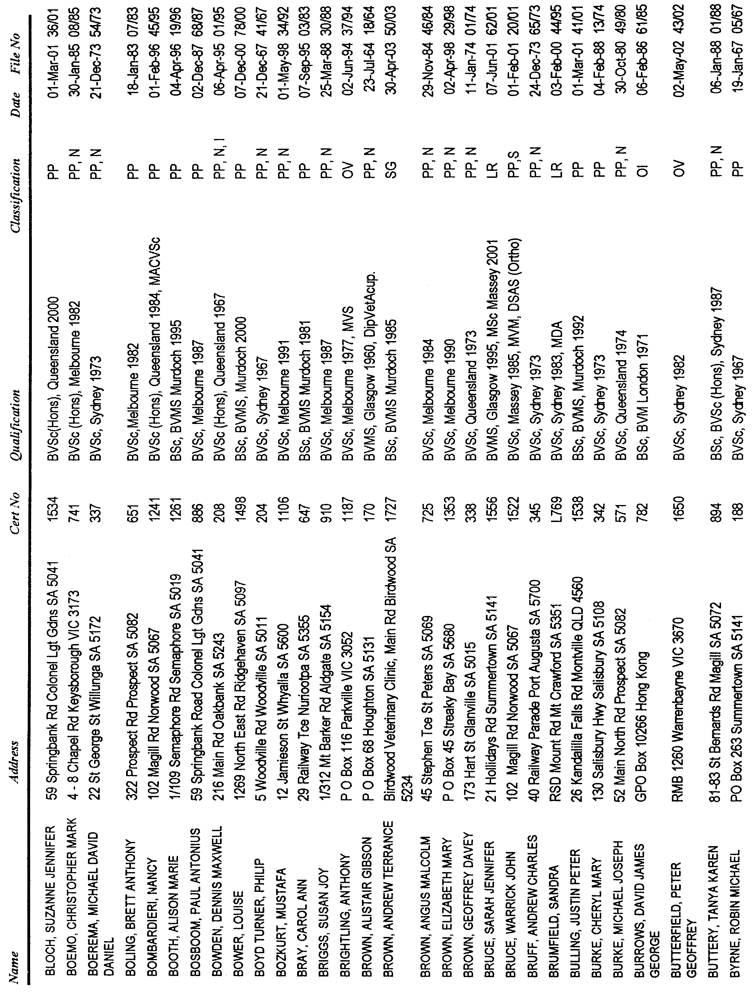 Name Address Cert No Qualification Classification Date File No
BLOCH, SUZANNE JENNIFER 59 Springbank Rd Colonel Lgt Gdns SA 5041 1534 BVSc(Hons), Queensland 2000 PP 01-Mar-01 36/01
BOEMO, CHRISTOPHER MARK 4 - 8 Chapel Rd Keysborough VIC 3173 741 BVSc (Hons), Melbourne 1982 PP, N 30-Jan-85 08/85
BOEREMA, MICHAEL DAVID 22 St George St Willunga SA 5172 337 BVSc, Sydney 1973 PP, N 21-Dec-73 54/73
DANIEL
BOLING, BRETT ANTHONY 322 Prospect Rd Prospect SA 5082 651 BVSc,Melbourne 1982 PP 18-Jan-83 07/83
BOMBARDIERI, NANCY 102 Magill Rd Norwood SA 5067 1241 BVSc (Hons), Queensland 1984, MACVSc PP 01-Feb-96 45/95
BOOTH, ALISON MARIE 1/109 Semaphore Rd Semaphore SA 5019 1261 BSc, BVMS Murdoch 1995 PP 04-Apr-96 19/96
BOSBOOM, PAUL ANTONIUS 59 Springbank Road Colonel Lgt Gdns SA 5041 886 BVSc, Melbourne 1987 PP 02-Dec-87 68/87
BOWDEN, DENNIS MAXWELL 216 Main Rd Oakbank SA 5243 208 BVSc (Hons), Queensland 1967 PP, N, I 06-Apr-95 01/95
BOWER, LOUISE 1269 North East Rd Ridgehaven SA 5097 1498 BSc, BVMS, Murdoch 2000 PP 07-Dec-00 78/00
BOYD TURNER, PHILIP 5 Woodville Rd Woodville SA 5011 204 BVSc, Sydney 1967 PP, N 21-Dec-67 41/67
BOZKURT, MUSTAFA 12 Jamieson St Whyalla SA 5600 1106 BVSc, Melbourne 1991 PP, N 01-May-98 34/92
BRAY, CAROL ANN 29 Railway Tce Nuriootpa SA 5355 647 BSc, BVMS Murdoch 1981 PP 07-Sep-95 03/83
BRIGGS, SUSAN JOY 1/312 Mt Barker Rd Aldgate SA 5154 910 BVSc, Melbourne 1987 PP, N 25-Mar-88 30/88
BRIGHTLING, ANTHONY P O Box 116 Parkville VIC 3052 1187 BVSc, Melbourne 1977, MVS OV 02-Jun-94 37/94
BROWN, ALISTAIR GIBSON P O Box 68 Houghton SA 5131 170 BVMS, Glasgow 1960, DipVetAcup. PP, N 23-Jul-64 18/64
BROWN, ANDREW TERRANCE Birdwood Veterinary Clinic, Main Rd Birdwood SA 1727 BSc, BVMS Murdoch 1985 SG 30-Apr-03 50/03
5234
BROWN, ANGUS MALCOLM 45 Stephen Tce St Peters SA 5069 725 BVSc, Melbourne 1984 PP, N 29-Nov-84 46/84
BROWN, ELIZABETH MARY P O Box 45 Streaky Bay SA 5680 1353 BVSc, Melbourne 1990 PP, N 02-Apr-98 29/98
BROWN, GEOFFREY DAVEY 173 Hart St Glanville SA 5015 338 BVSc, Queensland 1973 PP, N 11-Jan-74 01/74
BRUCE, SARAH JENNIFER 21 Hollidays Rd Summertown SA 5141 1556 BVMS, Glasgow 1995, MSc Massey 2001 LR 07-Jun-01 62/01
BRUCE, WARRICK JOHN 102 Magill Rd Norwood SA 5067 1522 BVSc, Massey 1985, MVM, DSAS (Ortho) PP,S 01-Feb-01 20/01
BRUFF, ANDREW CHARLES 40 Railway Parade Port Augusta SA 5700 345 BVSc, Sydney 1973 PP, N 24-Dec-73 65/73
BRUMFIELD, SANDRA RSD Mount Rd Mt Crawford SA 5351 L769 BVSc, Sydney 1983, MDA LR 03-Feb-00 44/95
BULLING, JUSTIN PETER 26 Kandalilla Falls Rd Montville QLD 4560 1538 BSc, BVMS, Murdoch 1992 PP 01-Mar-01 41/01
BURKE, CHERYL MARY 130 Salisbury Hwy Salisbury SA 5108 342 BVSc, Sydney 1973 PP 04-Feb-88 13/74
BURKE, MICHAEL JOSEPH 52 Main North Rd Prospect SA 5082 571 BVSc, Queensland 1974 PP, N 30-Oct-80 49/80
BURROWS, DAVID JAMES GPO Box 10266 Hong Kong 782 BSc, BVM London 1971 OI 06-Feb-86 61/85
GEORGE
BUTTERFIELD, PETER RMB 1260 Warrenbayne VIC 3670 1650 BVSc, Sydney 1982 OV 02-May-02 43/02
GEOFFREY
BUTTERY, TANYA KAREN 81-83 St Bernards Rd Magill SA 5072 894 BSc, BVSc (Hons), Sydney 1987 PP, N 06-Jan-88 01/88
BYRNE, ROBIN MICHAEL PO Box 263 Summertown SA 5141 188 BVSc, Sydney 1967 PP 19-Jan-67 05/67